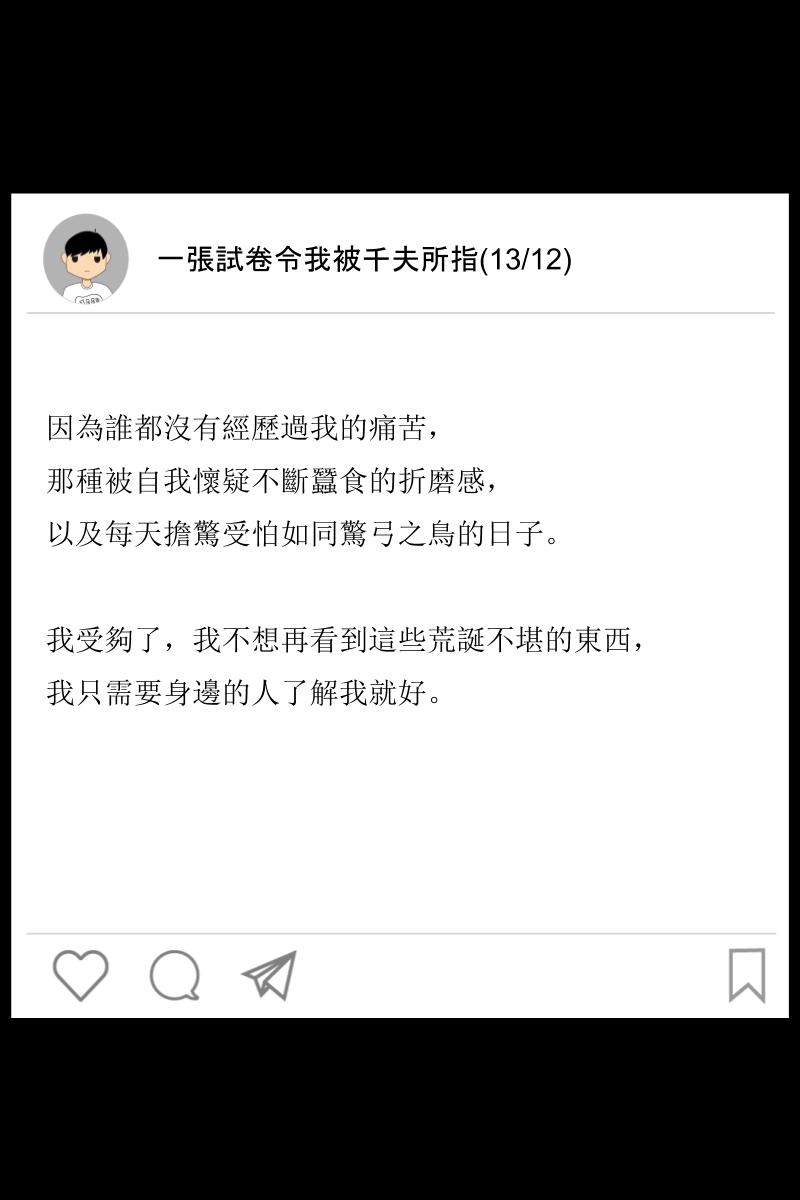 一張試卷令我被千夫所指(13/12)
因為誰都沒有經歷過我的痛苦，
那種被自我懷疑不斷蠶食的折磨感，
以及每天擔驚受怕如同驚弓之鳥的日子。
我受夠了，我不想再看到這些荒誕不堪的東西，
我只需要身邊的人了解我就好。